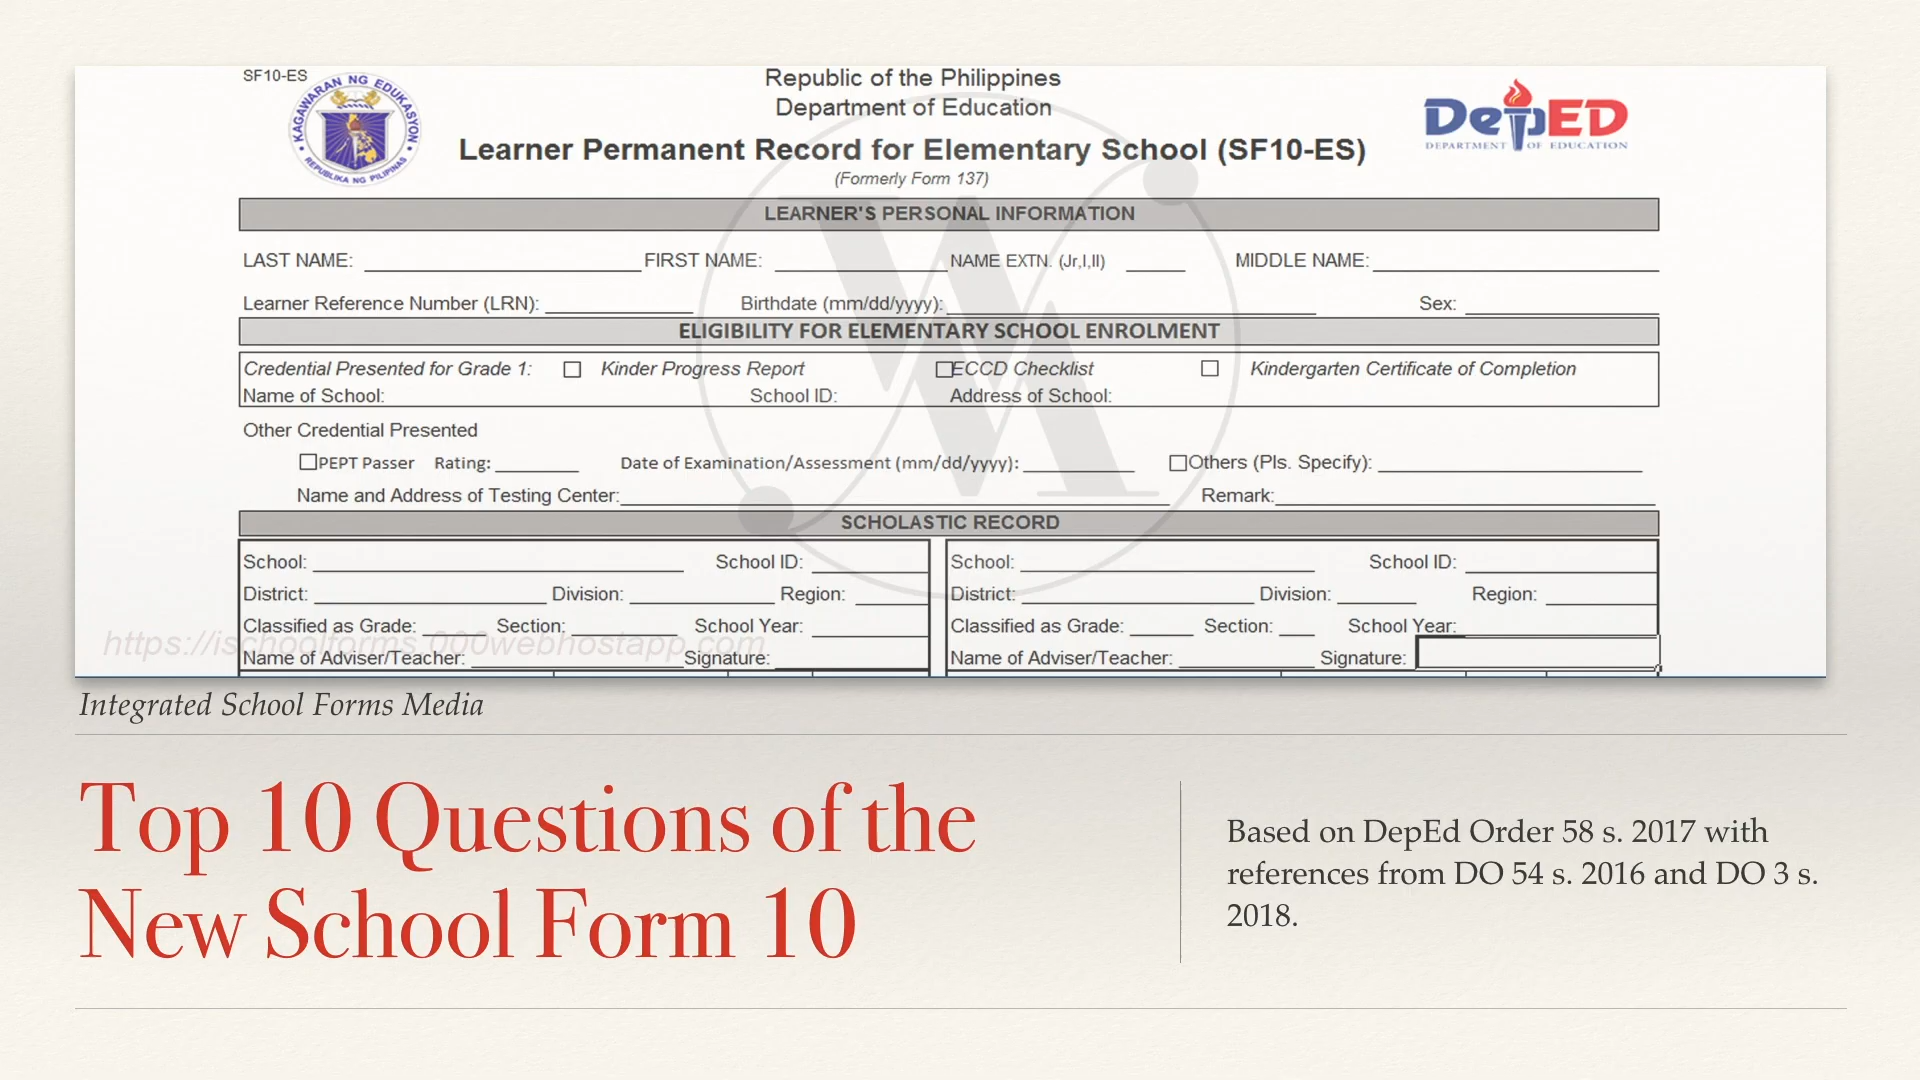 SF10-ES
KAGAWARAN NG EDUKASYON
REPUBLIKA NG PILIPINAS
Republic of the Philippines
Department of Education
Learner Permanent Record for Elementary School (SF10-ES)
(Formerly Form 137)
DepED
DEPARTMENT OF EDUCATION
LEARNER'S PERSONAL INFORMATION
LAST NAME: FIRST NAME: NAME EXTN. (Jr,I,II) MIDDLE NAME:
Learner Reference Number (LRN): Birthdate (mm/dd/yyyy): Sex:
ELIGIBILITY FOR ELEMENTARY SCHOOL ENROLMENT
Credential Presented for Grade 1: Kinder Progress Report ECCD Checklist Kindergarten Certificate of Completion
Name of School: School ID: Address of School:
Other Credential Presented
PEPT Passer Rating: Date of Examination/Assessment (mm/dd/yyyy): Others (Pls. Specify):
Name and Address of Testing Center: Remark:
SCHOLASTIC RECORD
School: School ID: School: School ID:
District: Division: Region: District: Division: Region:
Classified as Grade: Section: School Year: Classified as Grade: Section: School Year:
https://ischoolforms.000webhostapp.com
Name of Adviser/Teacher: Signature: Name of Adviser/Teacher: Signature:
Integrated School Forms Media
Top 10 Questions of the
New School Form 10
Based on DepEd Order 58 s. 2017 with
references from DO 54 s. 2016 and DO 3 s.
2018.